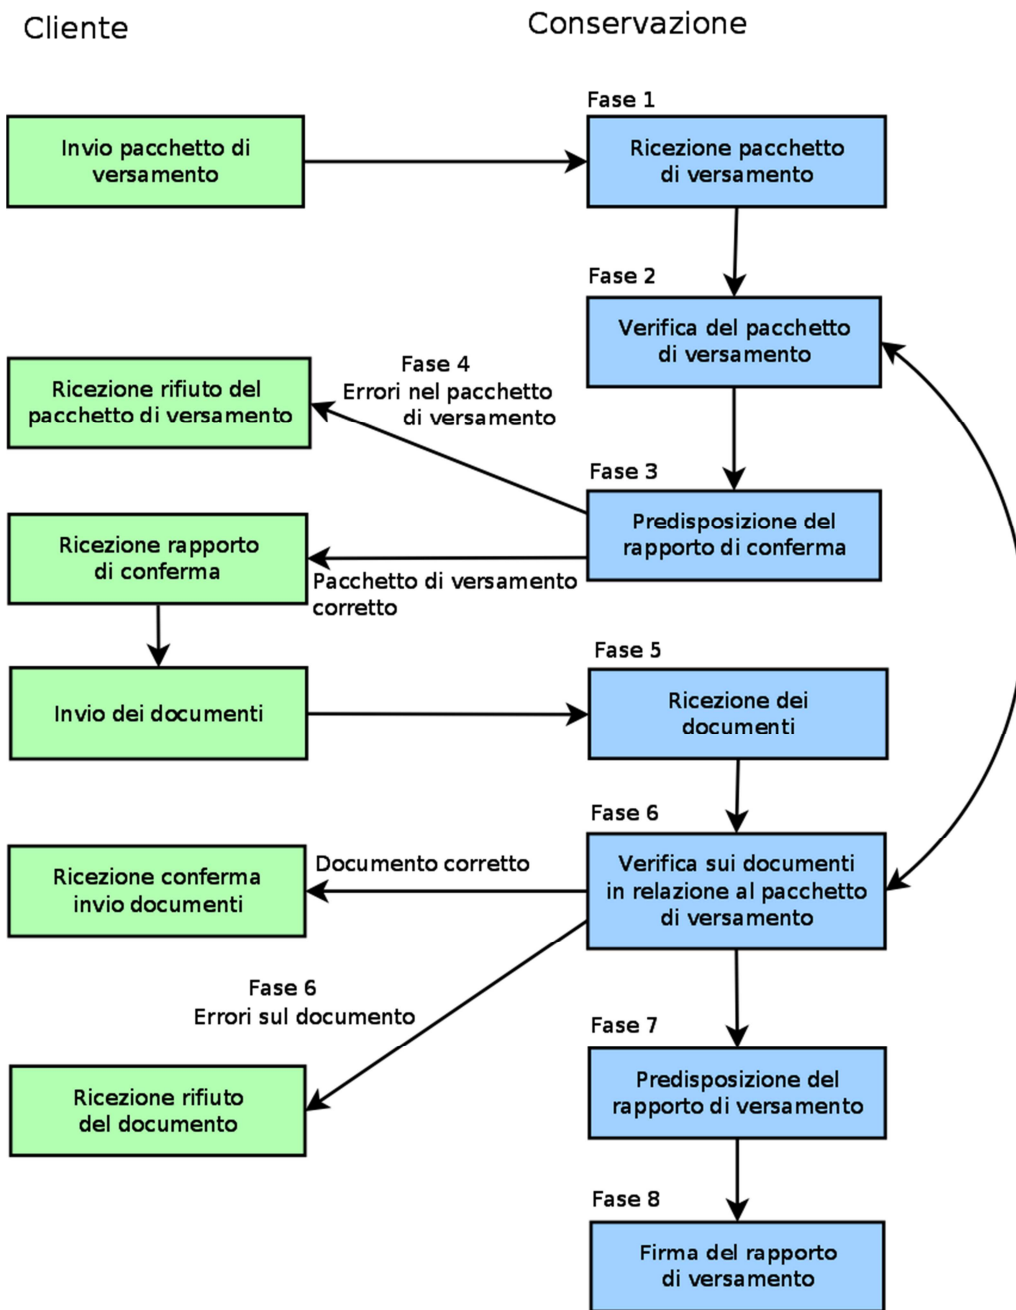 Cliente
Conservazione
Fase 1
Invio pacchetto di
versamento
Ricezione pacchetto
di versamento
Fase 2
Verifica del pacchetto
di versamento
Fase 4
Errori nel pacchetto
di versamento
Ricezione rifiuto del
pacchetto di versamento
Fase 3
Predisposizione del
rapporto di conferma
Ricezione rapporto
di conferma
Pacchetto di versamento
corretto
Fase 5
Invio dei documenti
Ricezione dei
documenti
Fase 6
Documento corretto
Verifica sui documenti
in relazione al pacchetto
di versamento
Ricezione conferma
invio documenti
Fase 6
Errori sul documento
Fase 7
Predisposizione del
rapporto di versamento
Ricezione rifiuto
del documento
Fase 8
Firma del rapporto
di versamento